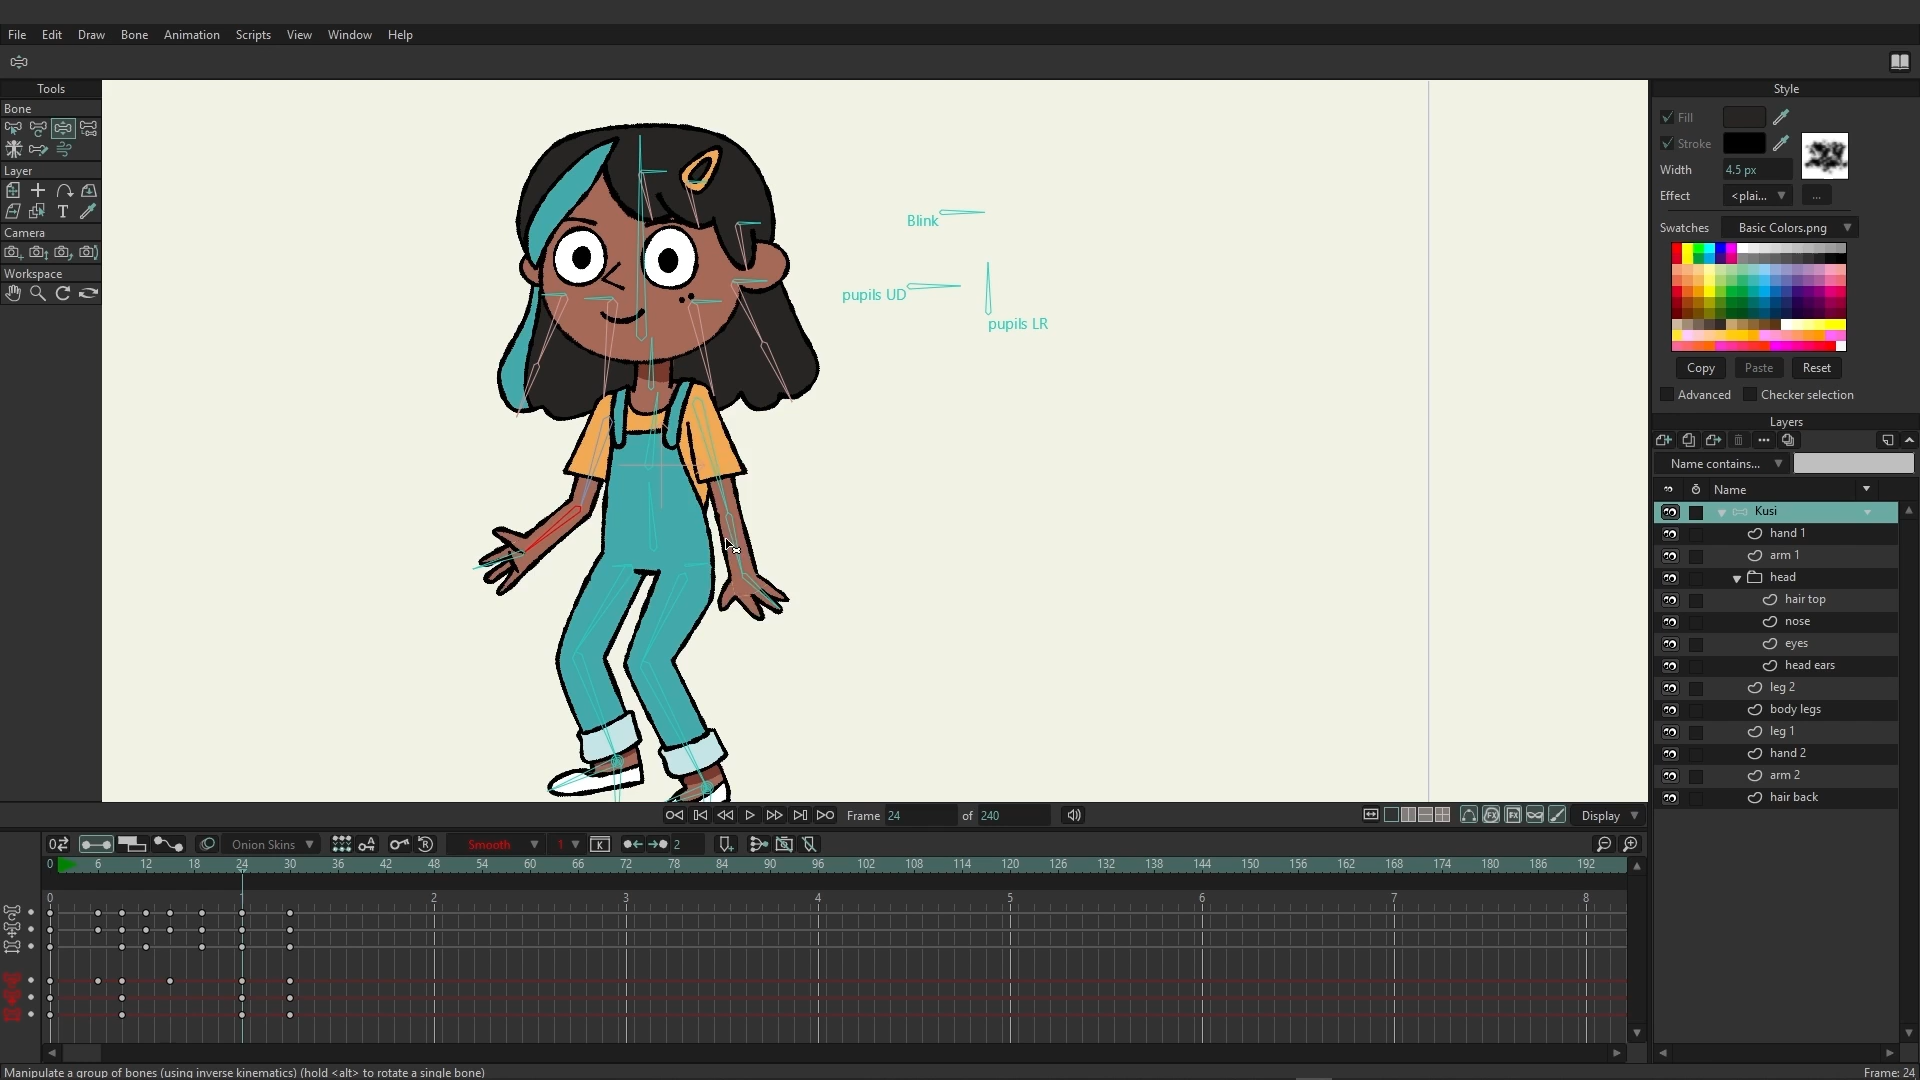 File Edit Draw Bone Animation Scripts View Window Help
Tools
Bone
Layer
T
Camera
Workspace
Blink
pupils UD
pupils LR
Style
Fill
Stroke
Width 4.5 px
Effect <plai... ...
Swatches Basic Colors.png
Copy Paste Reset
Advanced Checker selection
Layers
Name contains...
Name
Kusi
hand 1
arm 1
head
hair top
nose
eyes
head ears
leg 2
body legs
leg 1
hand 2
arm 2
hair back
Frame 24 of 240 Display
Onion Skins Smooth 1 K 2
0 6 12 18 24 30 36 42 48 54 60 66 72 78 84 90 96 102 108 114 120 126 132 138 144 150 156 162 168 174 180 186 192
0 2 3 4 5 6 7 8
Manipulate a group of bones (using inverse kinematics) (hold <alt> to rotate a single bone) Frame: 24